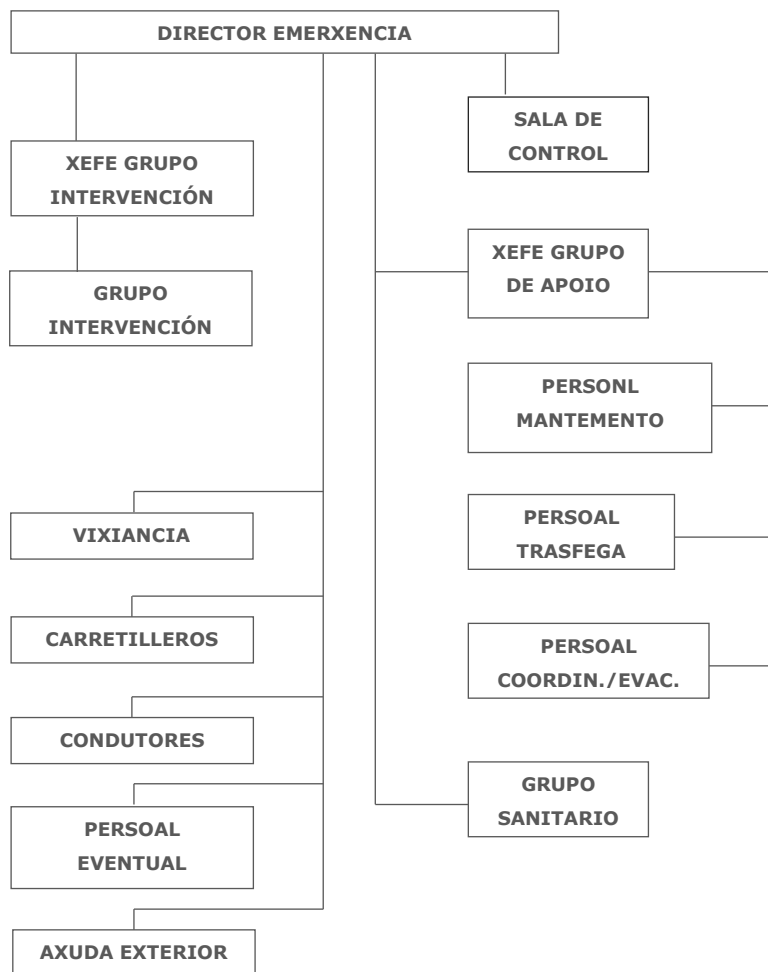 DIRECTOR EMERXENCIA
SALA DE
CONTROL
XEFE GRUPO
INTERVENCIÓN
XEFE GRUPO
DE APOIO
GRUPO
INTERVENCIÓN
PERSONL
MANTEMENTO
VIXIANCIA
PERSOAL
TRASFEGA
CARRETILLEROS
PERSOAL
COORDIN./EVAC.
CONDUTORES
GRUPO
SANITARIO
PERSOAL
EVENTUAL
AXUDA EXTERIOR